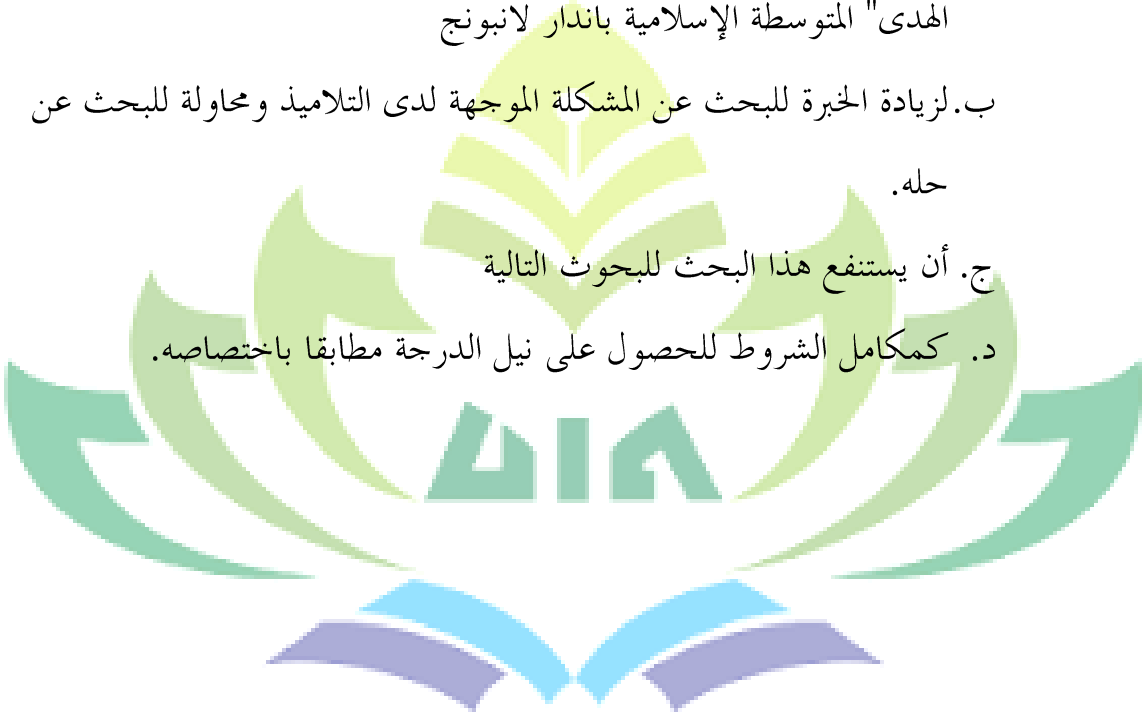 الهدى" المتوسطة الإسلامية باندار لانبونج
ب.لزيادة الخبرة للبحث عن المشكلة الموجهة لدى التلاميذ ومحاولة للبحث عن
حله.
ج. أن يستنفع هذا البحث للبحوث التالية
د. كمكامل الشروط للحصول على نيل الدرجة مطابقا باختصاصه.